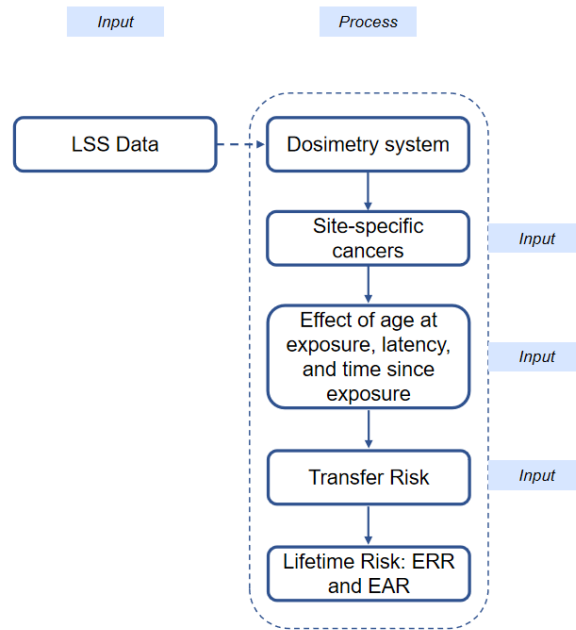 Input
Process
LSS Data
Dosimetry system
Site-specific
cancers
Input
Effect of age at
exposure, latency,
and time since
exposure
Input
Transfer Risk
Input
Lifetime Risk: ERR
and EAR